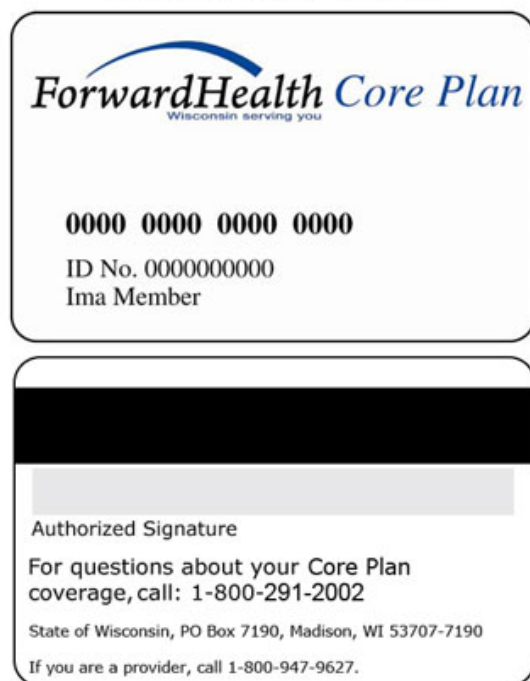 ForwardHealth Core Plan
Wisconsin serving you
0000 0000 0000 0000
ID No. 0000000000
Ima Member
Authorized Signature
For questions about your Core Plan
coverage, call: 1-800-291-2002
State of Wisconsin, PO Box 7190, Madison, WI 53707-7190
If you are a provider, call 1-800-947-9627.